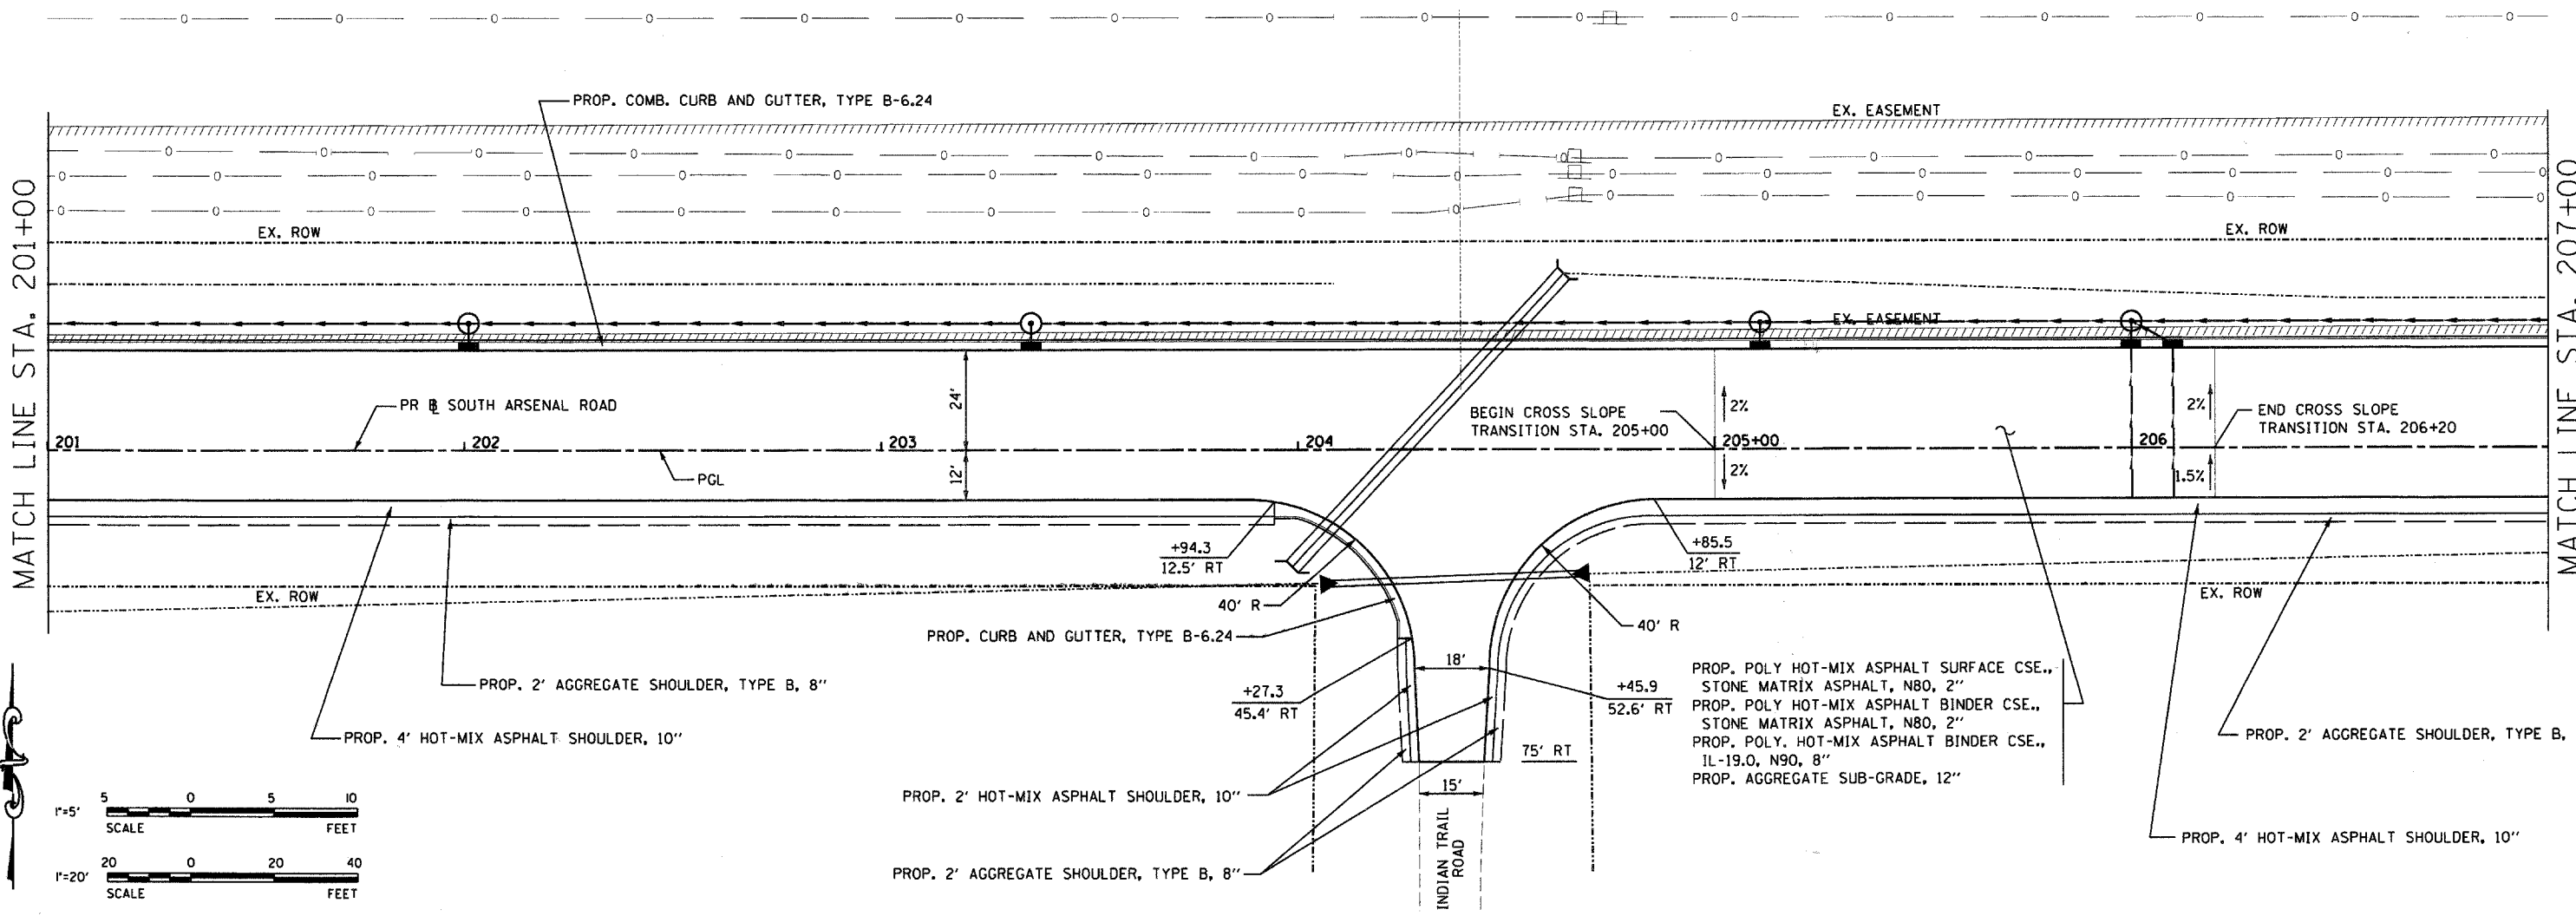 PROP. COMB. CURB AND GUTTER, TYPE B-6.24
EX. EASEMENT
MATCH LINE STA. 201+00
MATCH LINE STA. 207+00
EX. ROW
EX. ROW
EX. EASEMENT
24'
12'
PR ℄ SOUTH ARSENAL ROAD
201
202
203
204
205+00
206
PGL
BEGIN CROSS SLOPE
TRANSITION STA. 205+00
2%
2%
2%
1.5%
END CROSS SLOPE
TRANSITION STA. 206+20
+94.3
12.5' RT
+85.5
12' RT
EX. ROW
EX. ROW
40' R
40' R
PROP. CURB AND GUTTER, TYPE B-6.24
18'
PROP. 2' AGGREGATE SHOULDER, TYPE B, 8"
+27.3
45.4' RT
+45.9
52.6' RT
PROP. POLY HOT-MIX ASPHALT SURFACE CSE.,
STONE MATRIX ASPHALT, N80, 2"
PROP. POLY HOT-MIX ASPHALT BINDER CSE.,
STONE MATRIX ASPHALT, N80, 2"
PROP. POLY. HOT-MIX ASPHALT BINDER CSE.,
IL-19.0, N90, 8"
PROP. AGGREGATE SUB-GRADE, 12"
PROP. 4' HOT-MIX ASPHALT SHOULDER, 10"
PROP. 2' AGGREGATE SHOULDER, TYPE B,
75' RT
15'
PROP. 2' HOT-MIX ASPHALT SHOULDER, 10"
PROP. 4' HOT-MIX ASPHALT SHOULDER, 10"
PROP. 2' AGGREGATE SHOULDER, TYPE B, 8"
INDIAN TRAIL
ROAD
1"=5'
5 0 5 10
SCALE FEET
1"=20'
20 0 20 40
SCALE FEET